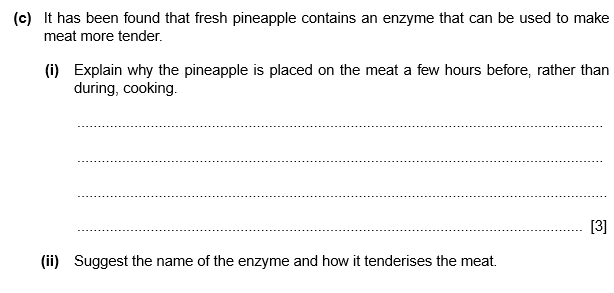 (c) It has been found that fresh pineapple contains an enzyme that can be used to make
meat more tender.
(i) Explain why the pineapple is placed on the meat a few hours before, rather than
during, cooking.
[3]
(ii) Suggest the name of the enzyme and how it tenderises the meat.